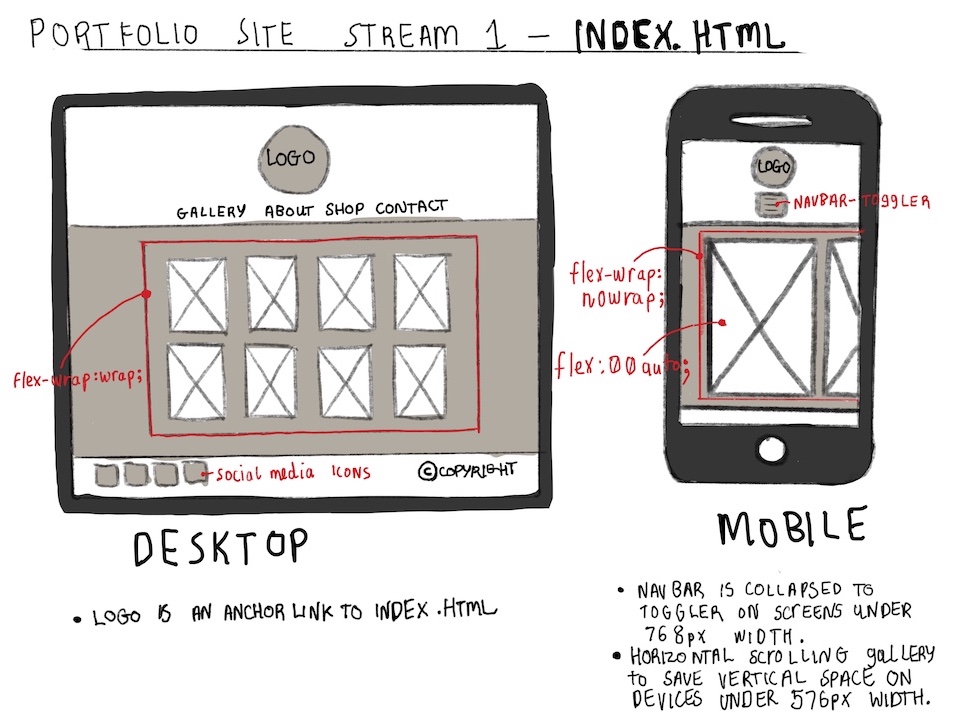 PORTFOLIO SITE STREAM 1 - INDEX.HTML
LOGO
GALLERY ABOUT SHOP CONTACT
flex-wrap:wrap;
SOCIAL MEDIA ICONS
©COPYRIGHT
DESKTOP
• LOGO IS AN ANCHOR LINK TO INDEX.HTML
LOGO
NAVBAR-TOGGLER
flex-wrap:
nowrap;
flex:00 auto;
MOBILE
• NAVBAR IS COLLAPSED TO
TOGGLER ON SCREENS UNDER
768px WIDTH.
• HORIZONTAL SCROLLING GALLERY
TO SAVE VERTICAL SPACE ON
DEVICES UNDER 576PX WIDTH.